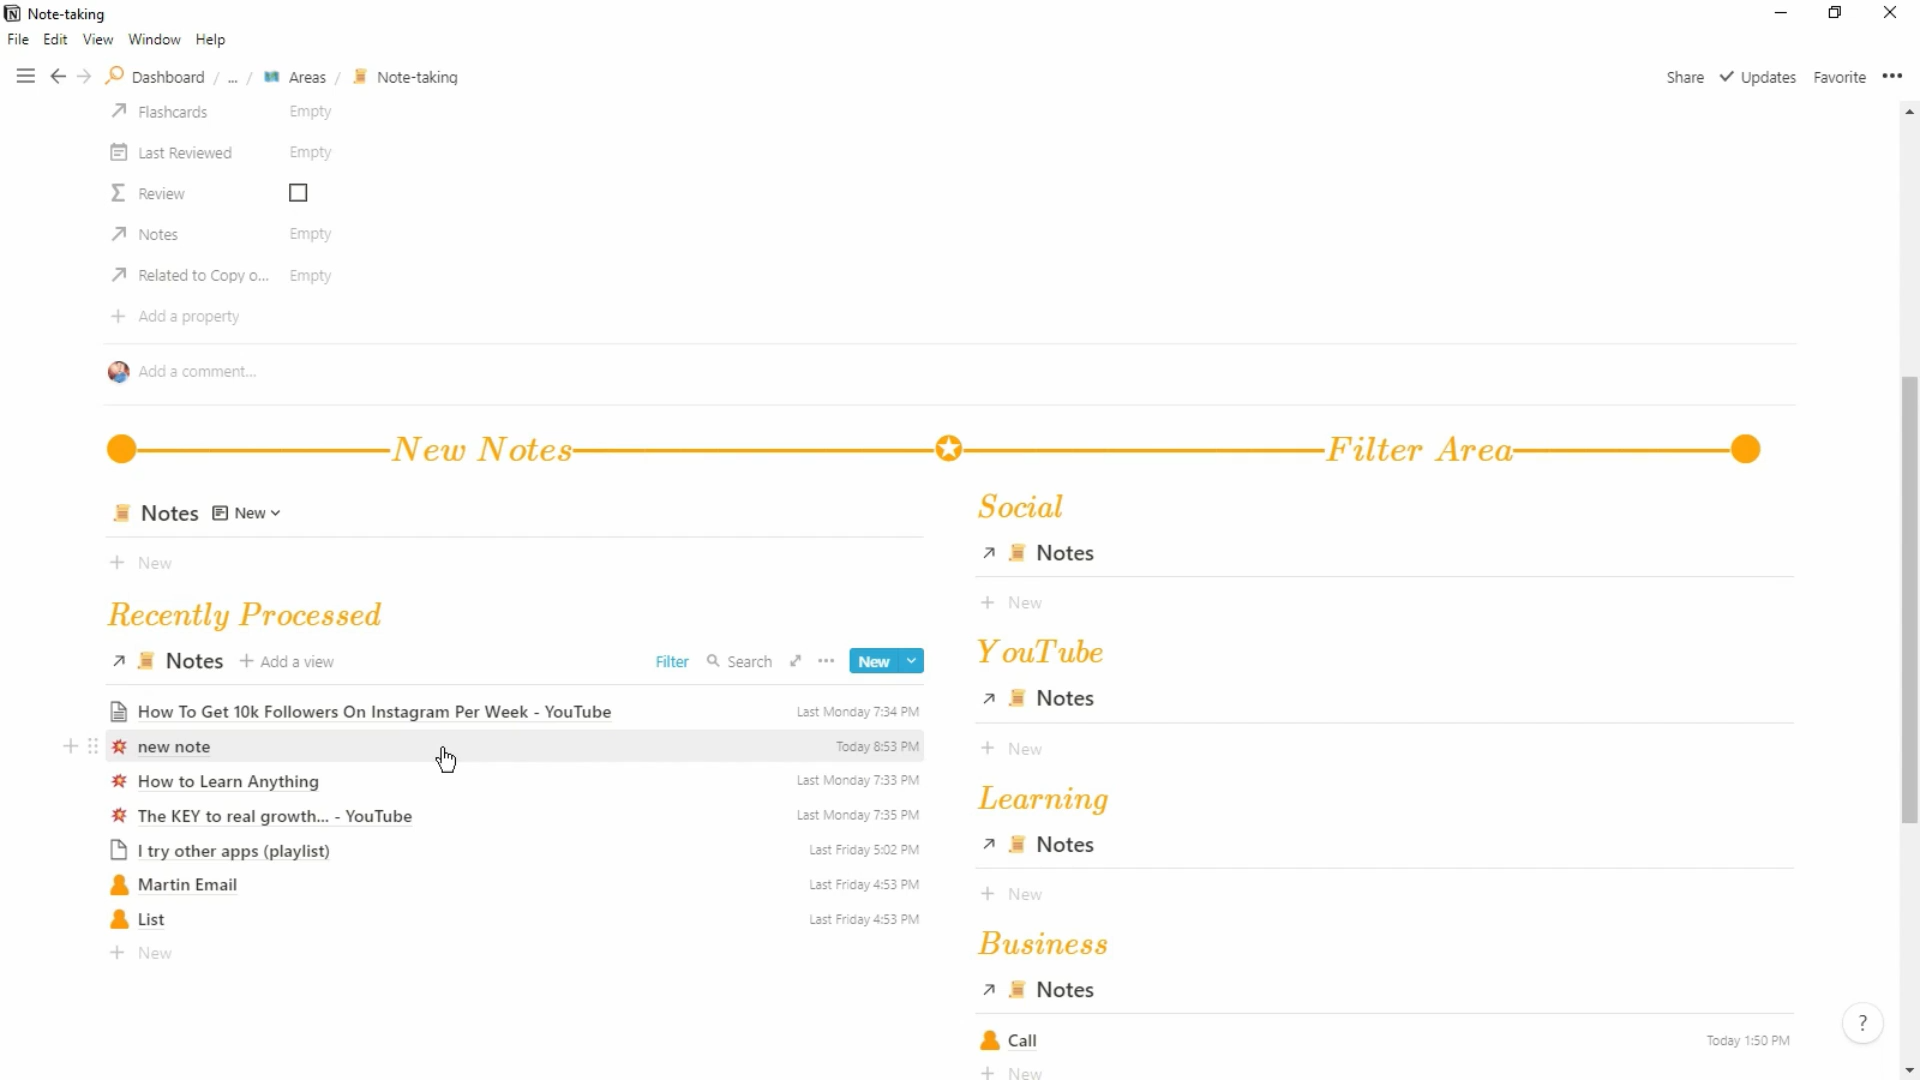 Note-taking
File Edit View Window Help
Dashboard / ... / Areas / Note-taking
Share Updates Favorite
Flashcards Empty
Last Reviewed Empty
Review
Notes Empty
Related to Copy o... Empty
Add a property
Add a comment...
New Notes
Filter Area
Notes New
New
Recently Processed
Notes Add a view Filter Search New
How To Get 10k Followers On Instagram Per Week - YouTube Last Monday 7:34 PM
new note Today 8:53 PM
How to Learn Anything Last Monday 7:33 PM
The KEY to real growth... - YouTube Last Monday 7:35 PM
I try other apps (playlist) Last Friday 5:02 PM
Martin Email Last Friday 4:53 PM
List Last Friday 4:53 PM
New
Social
Notes
New
YouTube
Notes
New
Learning
Notes
New
Business
Notes
Call Today 1:50 PM
New
?